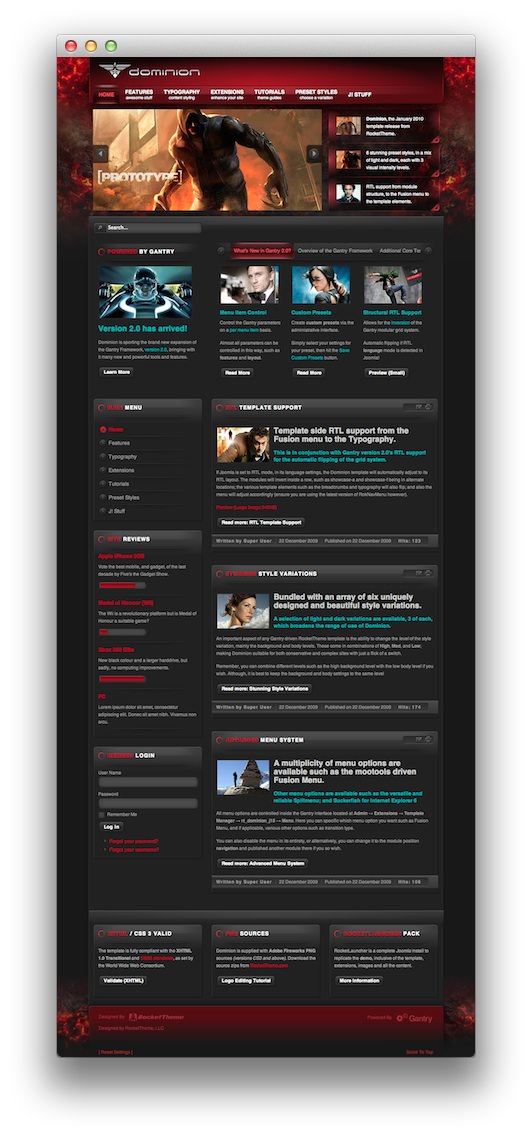 dominion
HOME
FEATURES
awesome stuff
TYPOGRAPHY
content styling
EXTENSIONS
enhance your site
TUTORIALS
theme guides
PRESET STYLES
choose a variation
J! STUFF
[PROTOTYPE]
Dominion, the January 2010
template release from
RocketTheme.
6 stunning preset styles, in a mix
of light and dark, each with 3
visual intensity levels.
RTL support from module
structure, to the Fusion menu to
the template elements.
Search...
POWERED BY GANTRY
Version 2.0 has arrived!
Dominion is sporting the brand new expansion of
the Gantry Framework, version 2.0, bringing with
it many new and powerful tools and features.
Learn More
What's New in Gantry 2.0?
Overview of the Gantry Framework
Additional Core
Menu Item Control
Control the Gantry parameters
on a per menu item basis.
Almost all parameters can be
controlled in this way, such as
features and layout.
Read More
Custom Presets
Create custom presets via the
administrative interface.
Simply select your settings for
your preset, then hit the Save
Custom Presets button.
Read More
Structural RTL Support
Allows for the inversion of
the Gantry modular grid system.
Automatic flipping if RTL
language mode is detected in
Joomla!
Preview (Small)
MENU
Home
Features
Typography
Extensions
Tutorials
Preset Styles
J! Stuff
REVIEWS
Apple iPhone 3GS
Vote the best mobile, and gadget, of the last
decade by Five's the Gadget Show.
Medal of Honour (Wii)
The Wii is a revolutionary platform but is Medal of
Honour a suitable game?
Xbox 360 Elite
New black colour and a larger harddrive, but
sadly, no computing improvements.
PC
Lorem ipsum dolor sit amet, consectetur
adipiscing elit. Donec sit amet nibh. Vivamus non
arcu.
LOGIN
User Name
Password
Remember Me
Log in
Forgot your password?
Forgot your username?
RTL TEMPLATE SUPPORT
Template side RTL support from the
Fusion menu to the Typography.
This is in conjunction with Gantry version 2.0's RTL support
for the automatic flipping of the grid system.
If Joomla is set to RTL mode, in its language settings, the Dominion template will automatically adjust to its
RTL layout. The modules will invert inside a row, such as showcase-a and showcase-f being in alternate
locations; the various template elements such as the breadcrumbs and typography will also flip; and also the
menu will adjust accordingly (ensure you are using the latest version of RokNavMenu however).
Read more: RTL Template Support
Written by Super User
22 December 2009
Published on 22 December 2009
Hits: 123
STUNNING STYLE VARIATIONS
Bundled with an array of six uniquely
designed and beautiful style variations.
A selection of light and dark variations are available, 3 of each,
which broadens the range of use of Dominion.
An important aspect of any Gantry driven RocketTheme template is the ability to change the level of the style
variation, mainly the background and body levels. These come in combinations of High, Med, and Low;
making Dominion suitable for both conservative and complex sites with just a flick of a switch.
Remember, you can combine different levels such as the high background level with the low body level if you
wish. Although, it is best to keep the background and body settings to the same level
Read more: Stunning Style Variations
Written by Super User
22 December 2009
Published on 22 December 2009
Hits: 174
ADVANCED MENU SYSTEM
A multiplicity of menu options are
available such as the mootools driven
Fusion Menu.
Other menu options are available such as the versatile and
reliable Splitmenu; and Suckerfish for Internet Explorer 6
All menu options are controlled inside the Gantry interface located at Admin → Extensions → Template
Manager → rt_dominion_j15 → Menu. Here you can specific which menu option you want such as Fusion
Menu, and if applicable, various other options such as transition type.
You can also disable the menu in its entirety, or alternatively, you can change it to the module position
navigation and published another module there if you so wish.
Read more: Advanced Menu System
Written by Super User
22 December 2009
Published on 22 December 2009
Hits: 106
XHTML / CSS 3 VALID
The template is fully compliant with the XHTML
1.0 Transitional and CSS3 standards, as set by
the World Wide Web Consortium.
Validate (XHTML)
PNG SOURCES
Dominion is supplied with Adobe Fireworks PNG
sources (versions CS3 and above). Download the
source zips from RocketTheme.com
Logo Editing Tutorial
ROCKETLAUNCHER PACK
RocketLauncher is a complete Joomla install to
replicate the demo, inclusive of the template,
extensions, images and all the content.
More Information
Designed By RocketTheme
Powered By Gantry
Designed by RocketTheme, LLC
[ Reset Settings ]
Scroll To Top